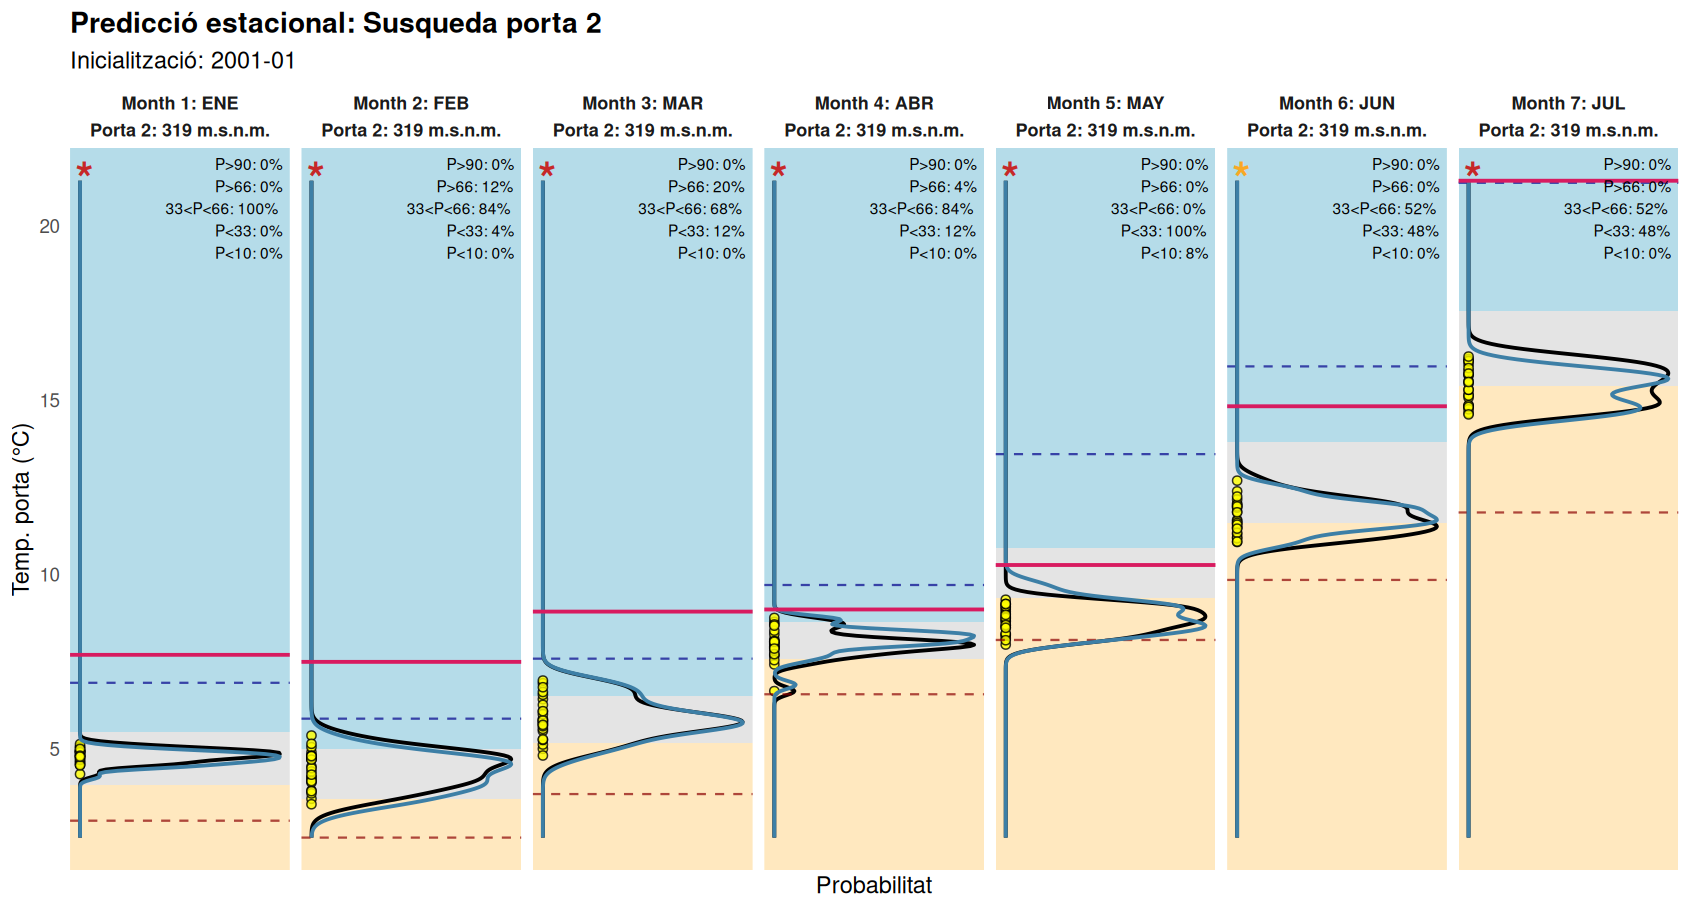 Predicció estacional: Susqueda porta 2
Inicialització: 2001-01
Month 1: ENE
Porta 2: 319 m.s.n.m.
Month 2: FEB
Porta 2: 319 m.s.n.m.
Month 3: MAR
Porta 2: 319 m.s.n.m.
Month 4: ABR
Porta 2: 319 m.s.n.m.
Month 5: MAY
Porta 2: 319 m.s.n.m.
Month 6: JUN
Porta 2: 319 m.s.n.m.
Month 7: JUL
Porta 2: 319 m.s.n.m.
*
P>90: 0%
P>66: 0%
33<P<66: 100%
P<33: 0%
P<10: 0%
*
P>90: 0%
P>66: 12%
33<P<66: 84%
P<33: 4%
P<10: 0%
*
P>90: 0%
P>66: 20%
33<P<66: 68%
P<33: 12%
P<10: 0%
*
P>90: 0%
P>66: 4%
33<P<66: 84%
P<33: 12%
P<10: 0%
*
P>90: 0%
P>66: 0%
33<P<66: 0%
P<33: 100%
P<10: 8%
*
P>90: 0%
P>66: 0%
33<P<66: 52%
P<33: 48%
P<10: 0%
*
P>90: 0%
P>66: 0%
33<P<66: 52%
P<33: 48%
P<10: 0%
20
15
10
5
Temp. porta (°C)
Probabilitat